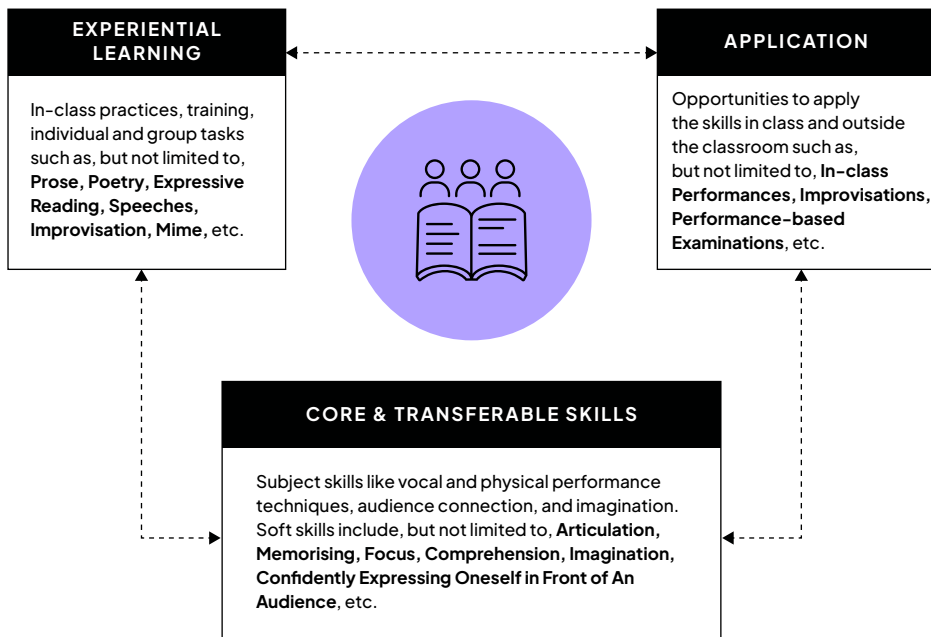 EXPERIENTIAL
LEARNING
In-class practices, training,
individual and group tasks
such as, but not limited to,
Prose, Poetry, Expressive
Reading, Speeches,
Improvisation, Mime, etc.
APPLICATION
Opportunities to apply
the skills in class and outside
the classroom such as,
but not limited to, In-class
Performances, Improvisations,
Performance-based
Examinations, etc.
CORE & TRANSFERABLE SKILLS
Subject skills like vocal and physical performance
techniques, audience connection, and imagination.
Soft skills include, but not limited to, Articulation,
Memorising, Focus, Comprehension, Imagination,
Confidently Expressing Oneself in Front of An
Audience, etc.